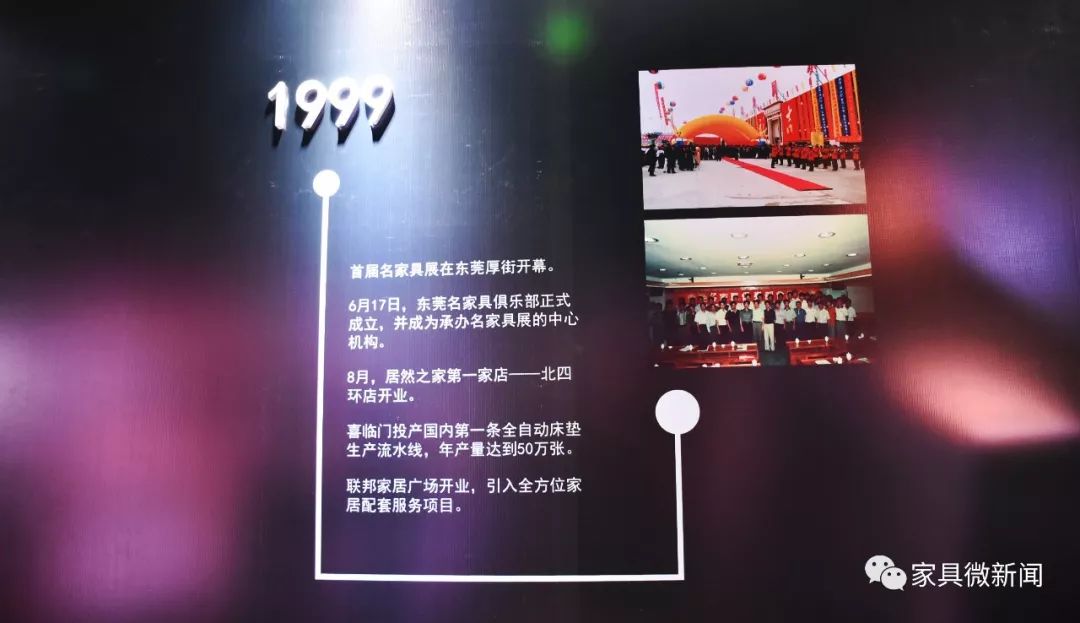 1999
首届名家具展在东莞厚街开幕。
6月17日，东莞名家具俱乐部正式
成立，并成为承办名家具展的中心
机构。
8月，居然之家第一家店——北四
环店开业。
喜临门投产国内第一条全自动床垫
生产流水线，年产量达到50万张。
联邦家居广场开业，引入全方位家
居配套服务项目。
家具微新闻